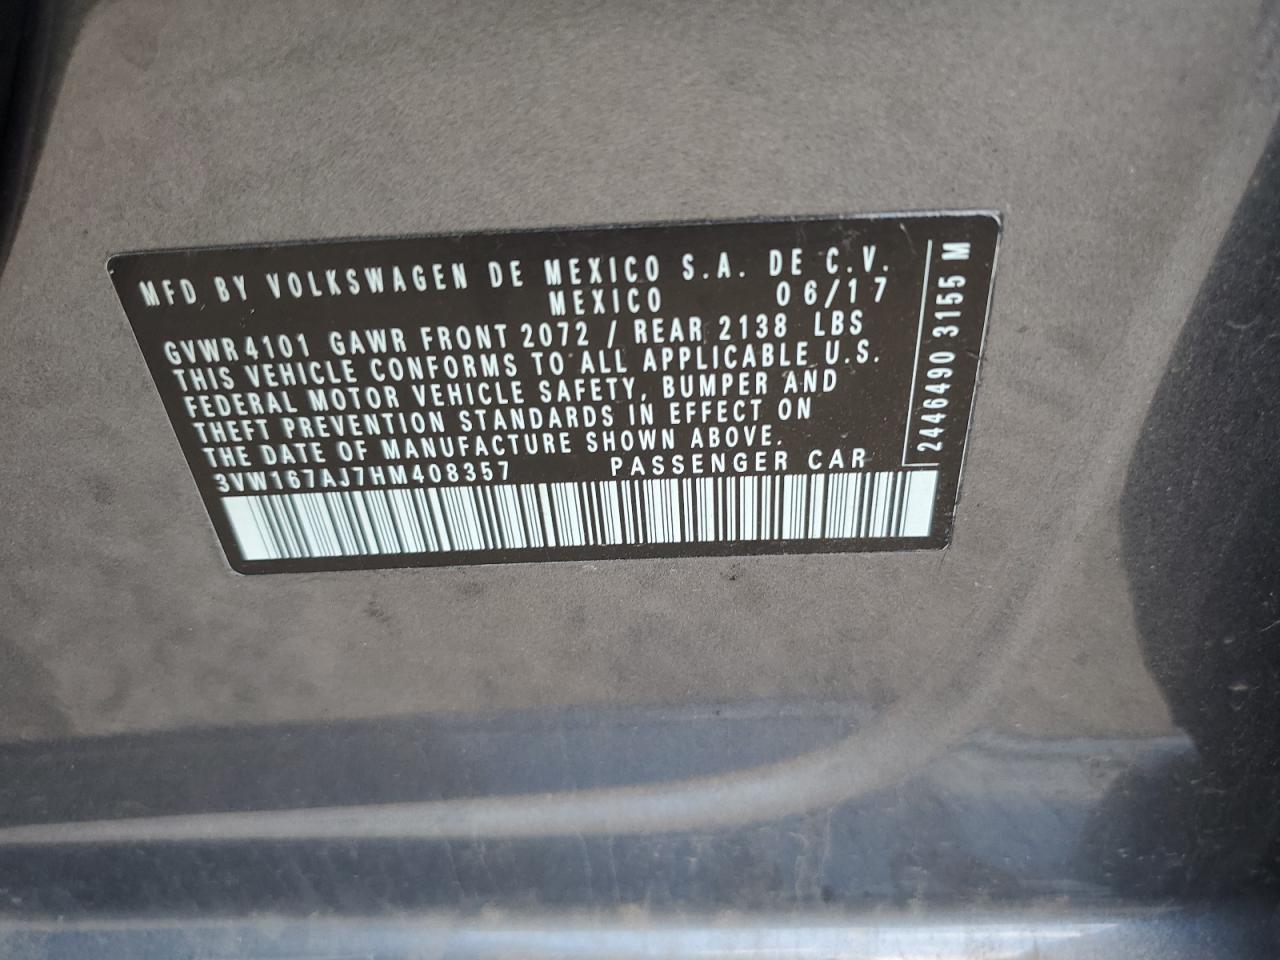 MFD BY VOLKSWAGEN DE MEXICO S.A. DE C.V.
MEXICO 06/17
GVWR 4101 GAWR FRONT 2072 / REAR 2138 LBS
THIS VEHICLE CONFORMS TO ALL APPLICABLE U.S.
FEDERAL MOTOR VEHICLE SAFETY, BUMPER AND
THEFT PREVENTION STANDARDS IN EFFECT ON
THE DATE OF MANUFACTURE SHOWN ABOVE.
3VW167AJ7HM408357 PASSENGER CAR
2446490 3155 M